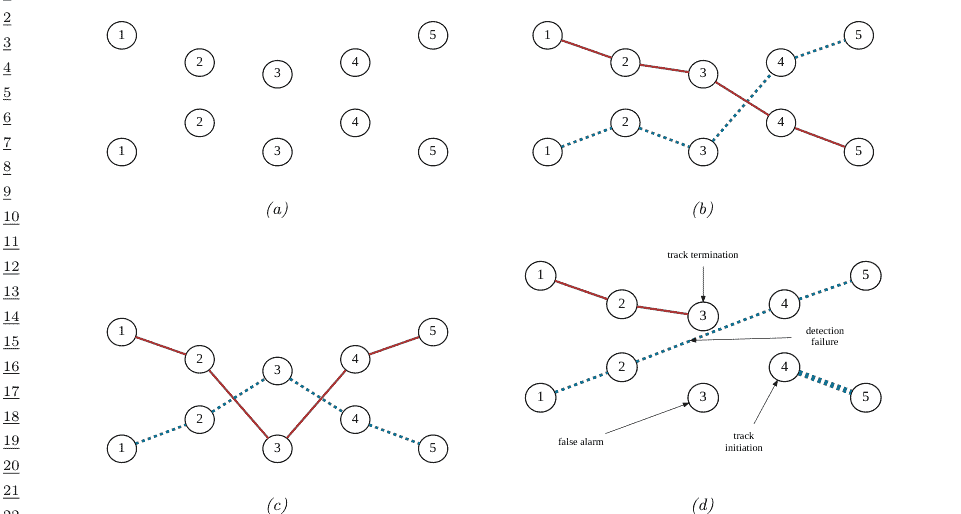 2
3
4
5
6
7
8
9
10
11
12
13
14
15
16
17
18
19
20
21
1 5
2 4
3
2 4
1 3 5
(a)
1 5
2 4
3
2 4
1 3 5
(b)
1 5
2 4
3
2 4
1 3 5
(c)
track termination
1 5
2 4
3
detection
failure
2 4
1 3 5
false alarm
track
initiation
(d)